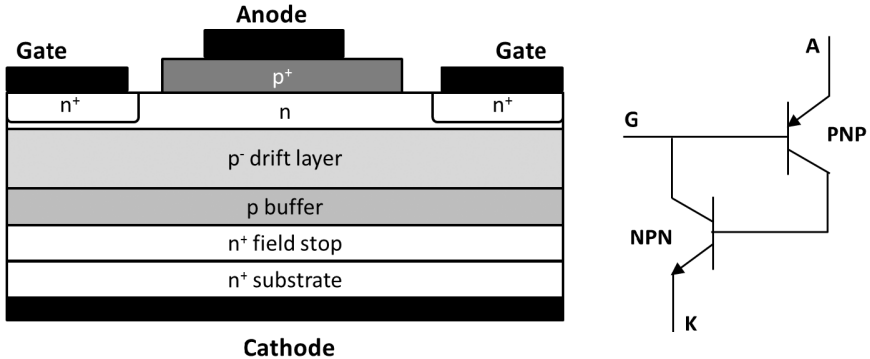 Anode
Gate
Gate
p+
n+
n
n+
p- drift layer
p buffer
n+ field stop
n+ substrate
Cathode
A
G
PNP
NPN
K